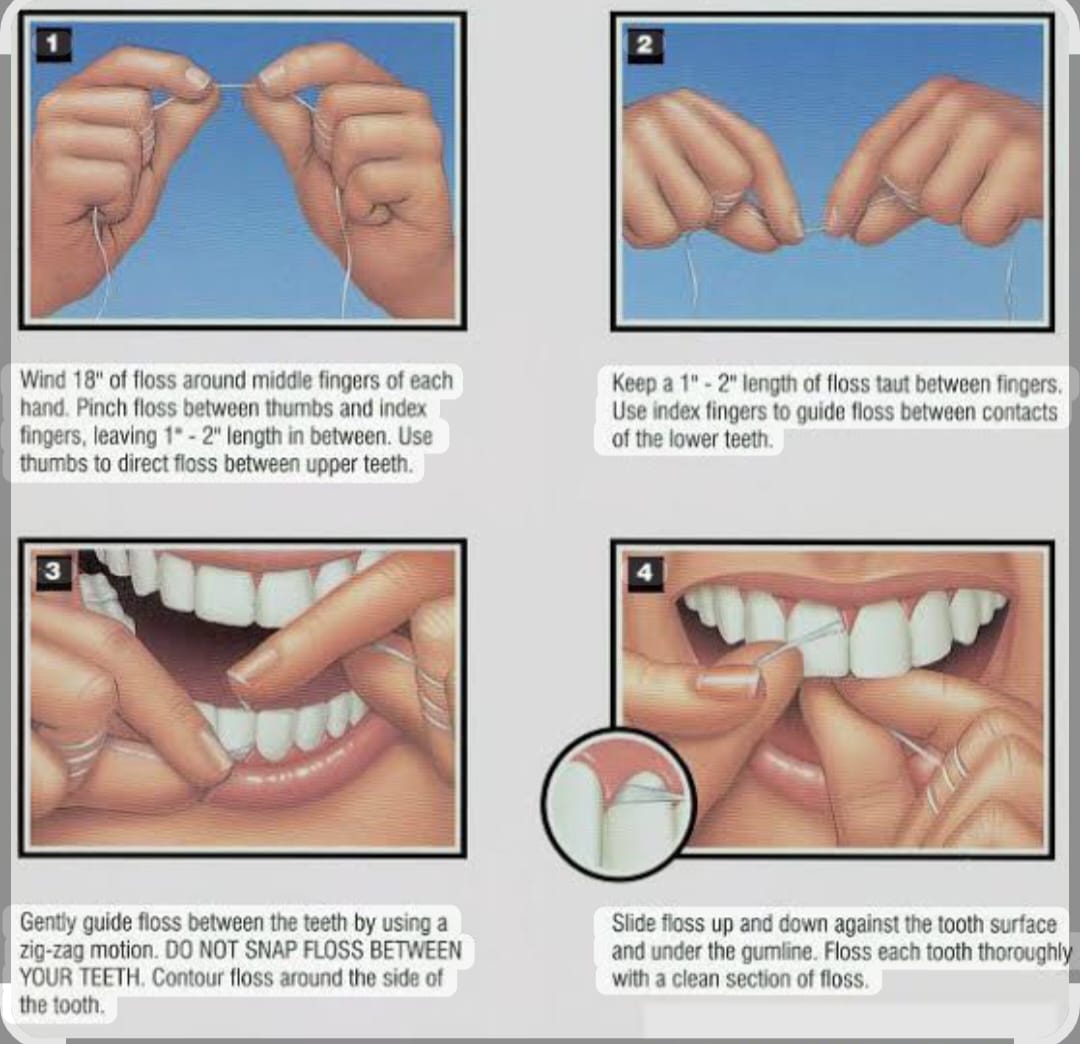 1
Wind 18" of floss around middle fingers of each
hand. Pinch floss between thumbs and index
fingers, leaving 1" - 2" length in between. Use
thumbs to direct floss between upper teeth.
2
Keep a 1" - 2" length of floss taut between fingers.
Use index fingers to guide floss between contacts
of the lower teeth.
3
Gently guide floss between the teeth by using a
zig-zag motion. DO NOT SNAP FLOSS BETWEEN
YOUR TEETH. Contour floss around the side of
the tooth.
4
Slide floss up and down against the tooth surface
and under the gumline. Floss each tooth thoroughly
with a clean section of floss.